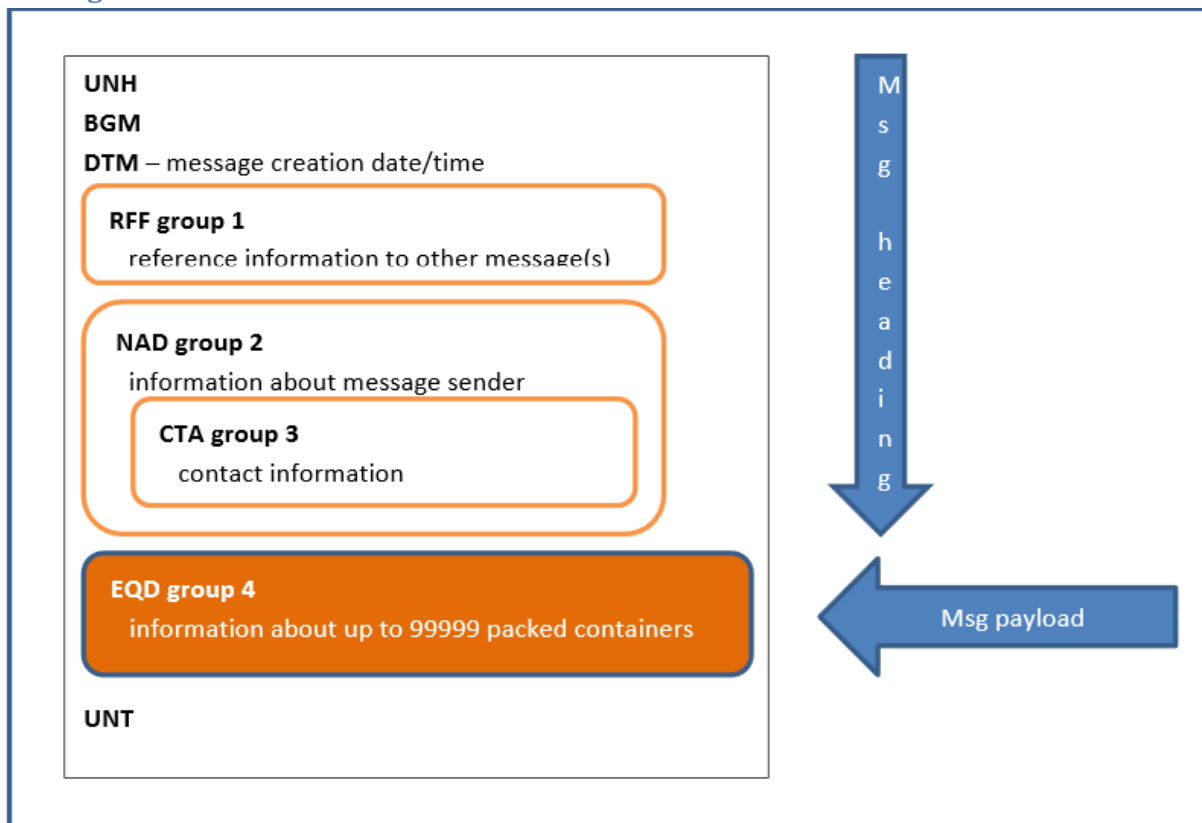 UNH
BGM
DTM – message creation date/time
RFF group 1
reference information to other message(s)
NAD group 2
information about message sender
CTA group 3
contact information
EQD group 4
information about up to 99999 packed containers
UNT
Msg heading
Msg payload